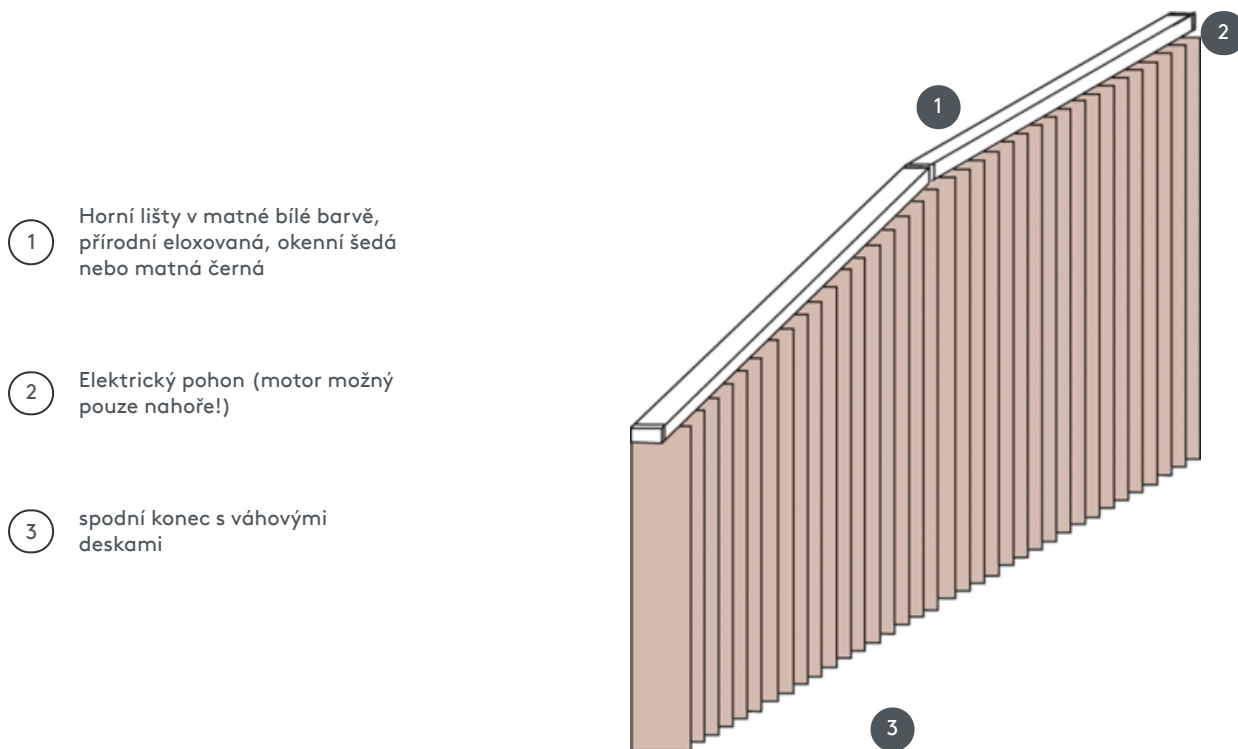 1
Horní lišty v matné bílé barvě,
přírodní eloxovaná, okenní šedá
nebo matná černá
2
Elektrický pohon (motor možný
pouze nahoře!)
3
spodní konec s váhovými
deskami
2
1
3